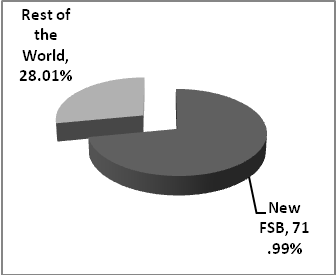 Rest of
the
World,
28.01%
New
FSB, 71
.99%